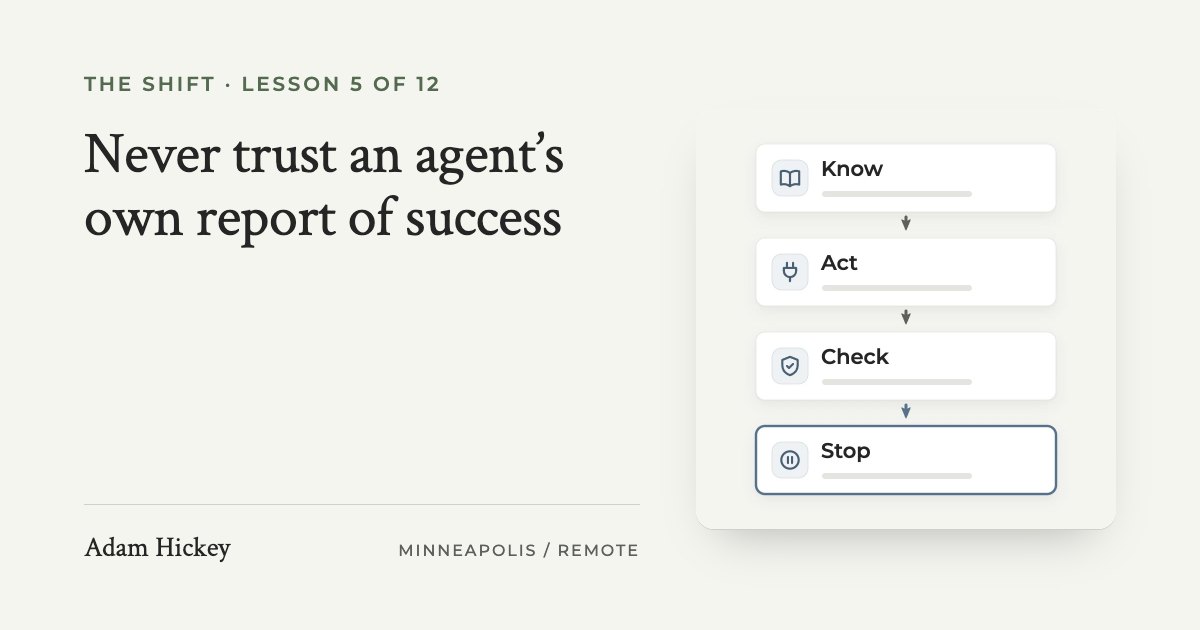 THE SHIFT · LESSON 5 OF 12
Never trust an agent’s
own report of success
Adam Hickey
MINNEAPOLIS / REMOTE
Know
Act
Check
Stop